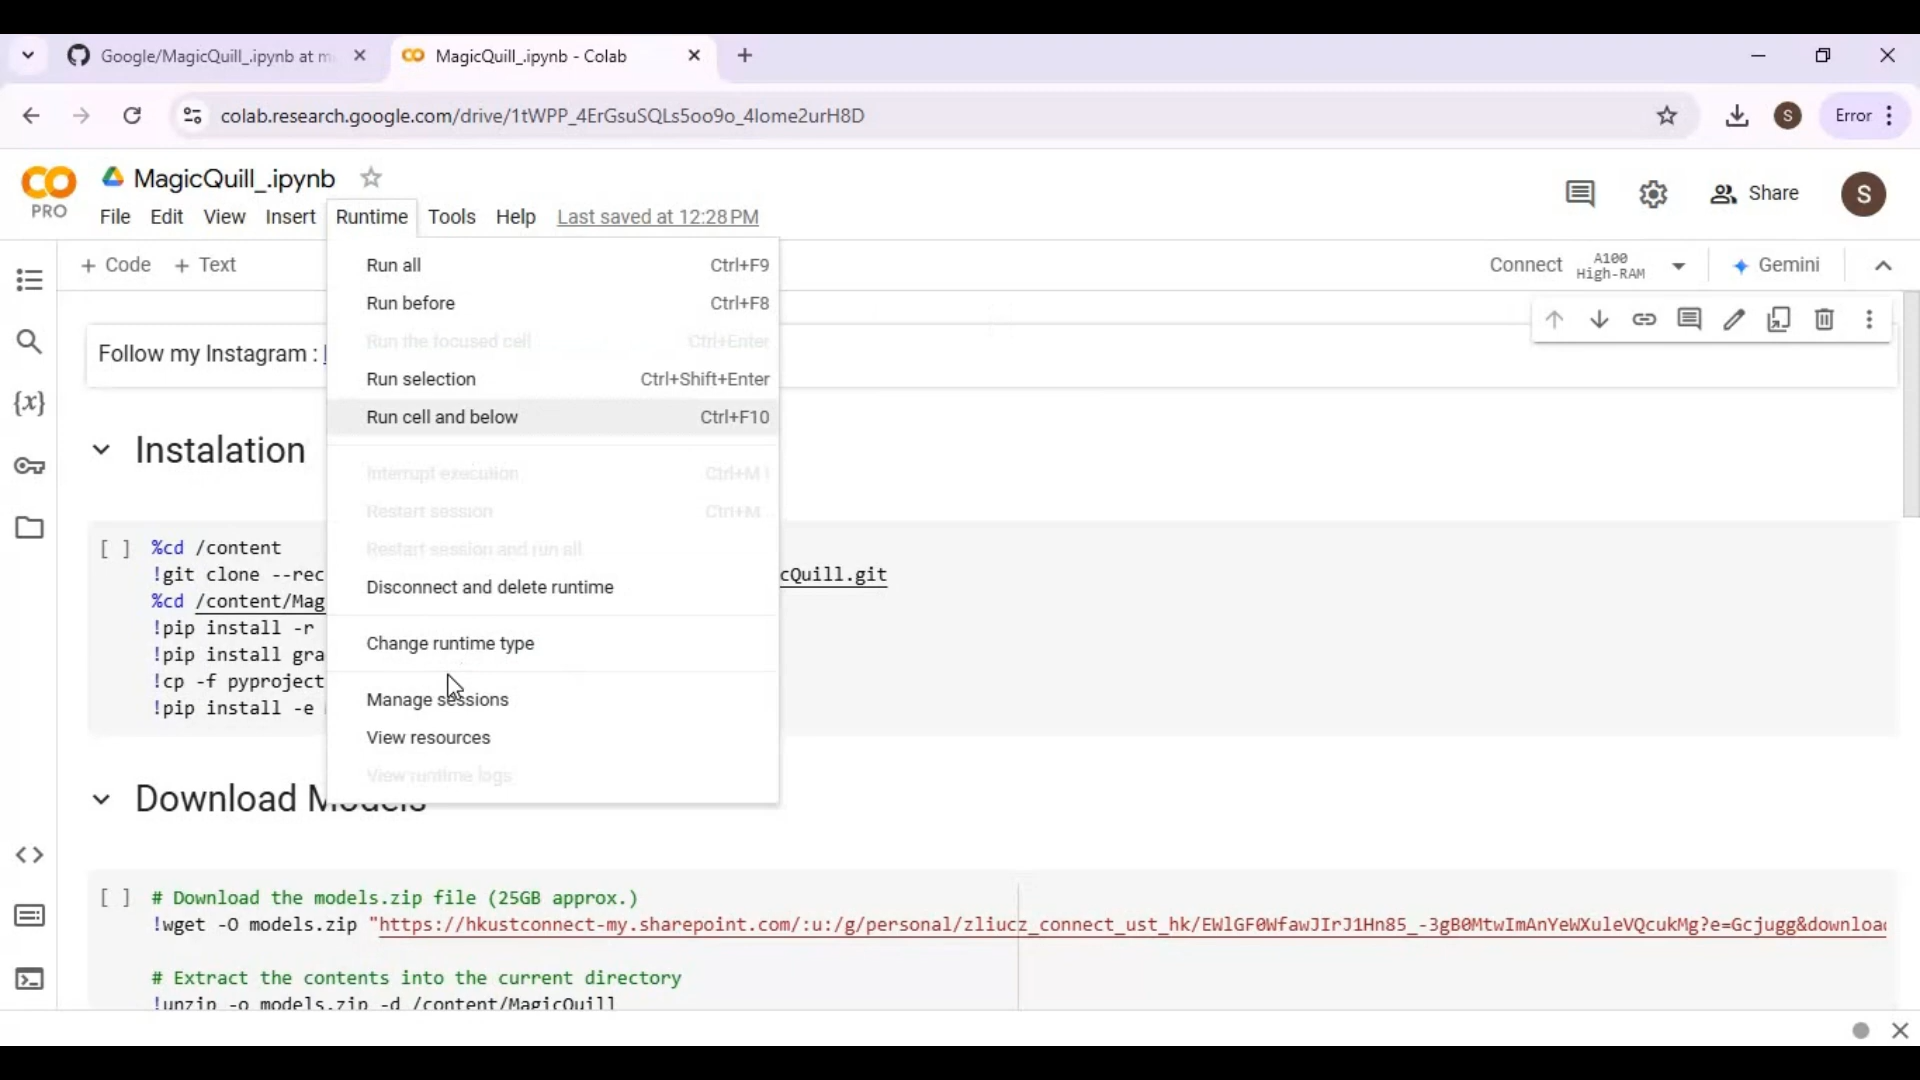 Google/MagicQuill_.ipynb at m
MagicQuill_.ipynb - Colab
colab.research.google.com/drive/1tWPP_4ErGsuSQLs5oo9o_4lome2urH8D
S
Error
CO
PRO
MagicQuill_.ipynb
File Edit View Insert Runtime Tools Help Last saved at 12:28 PM
Share
S
+ Code + Text
Connect A100 High-RAM
Gemini
Run all Ctrl+F9
Run before Ctrl+F8
Run the focused cell Ctrl+Enter
Run selection Ctrl+Shift+Enter
Run cell and below Ctrl+F10
Interrupt execution Ctrl+M I
Restart session Ctrl+M .
Restart session and run all
Disconnect and delete runtime
Change runtime type
Manage sessions
View resources
View runtime logs
Follow my Instagram :
Instalation
[ ] %cd /content
!git clone --rec cQuill.git
%cd /content/Mag
!pip install -r
!pip install gra
!cp -f pyproject
!pip install -e
Download Models
[ ] # Download the models.zip file (25GB approx.)
!wget -O models.zip "https://hkustconnect-my.sharepoint.com/:u:/g/personal/zliucz_connect_ust_hk/EWlGF0WfawJIrJ1Hn85_-3gB0MtwImAnYeWXuleVQcukMg?e=Gcjugg&downloa
# Extract the contents into the current directory
!unzip -o models.zip -d /content/MagicQuill